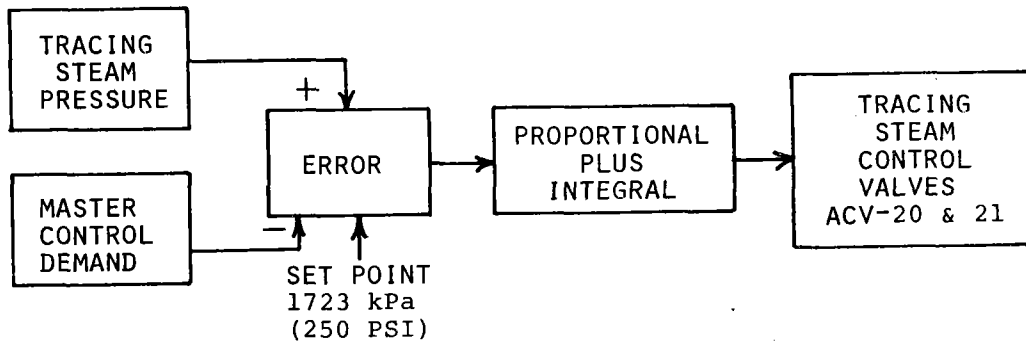 TRACING
STEAM
PRESSURE
+
ERROR
PROPORTIONAL
PLUS
INTEGRAL
TRACING
STEAM
CONTROL
VALVES
ACV-20 & 21
MASTER
CONTROL
DEMAND
-
SET POINT
1723 kPa
(250 PSI)